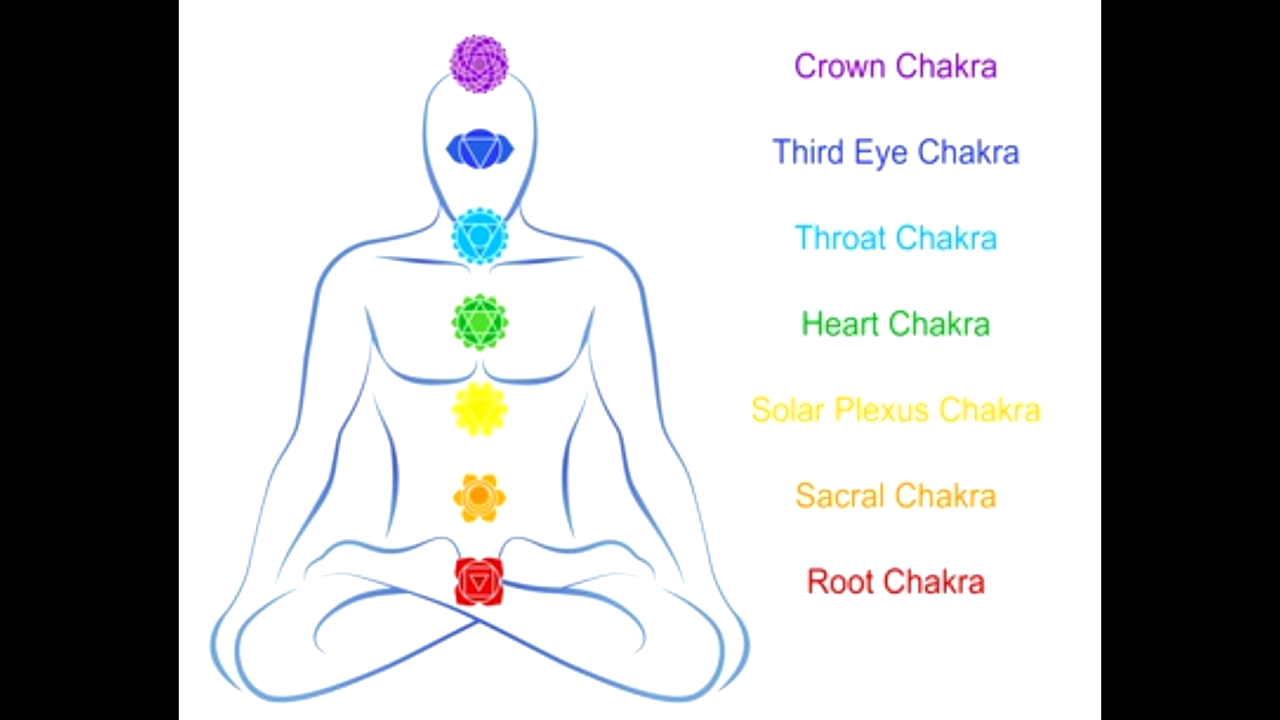 Crown Chakra
Third Eye Chakra
Throat Chakra
Heart Chakra
Solar Plexus Chakra
Sacral Chakra
Root Chakra